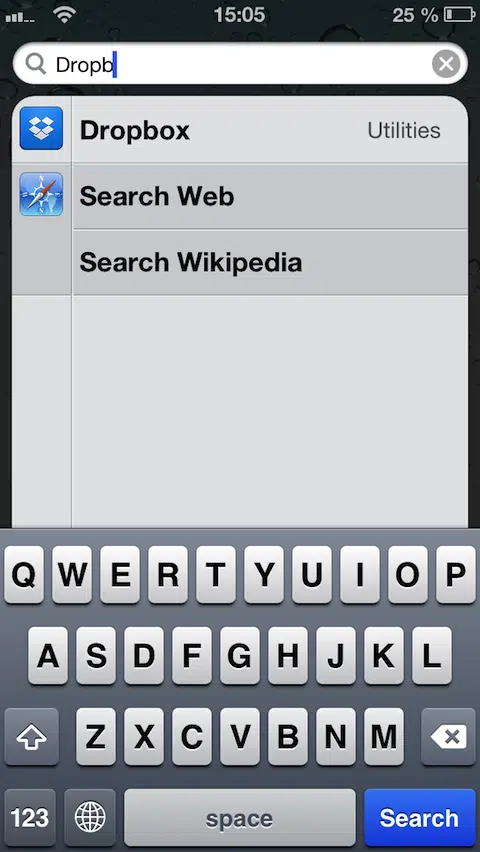 15:05 25 %
Dropb
Dropbox Utilities
Search Web
Search Wikipedia
Q W E R T Y U I O P
A S D F G H J K L
Z X C V B N M
123 space Search